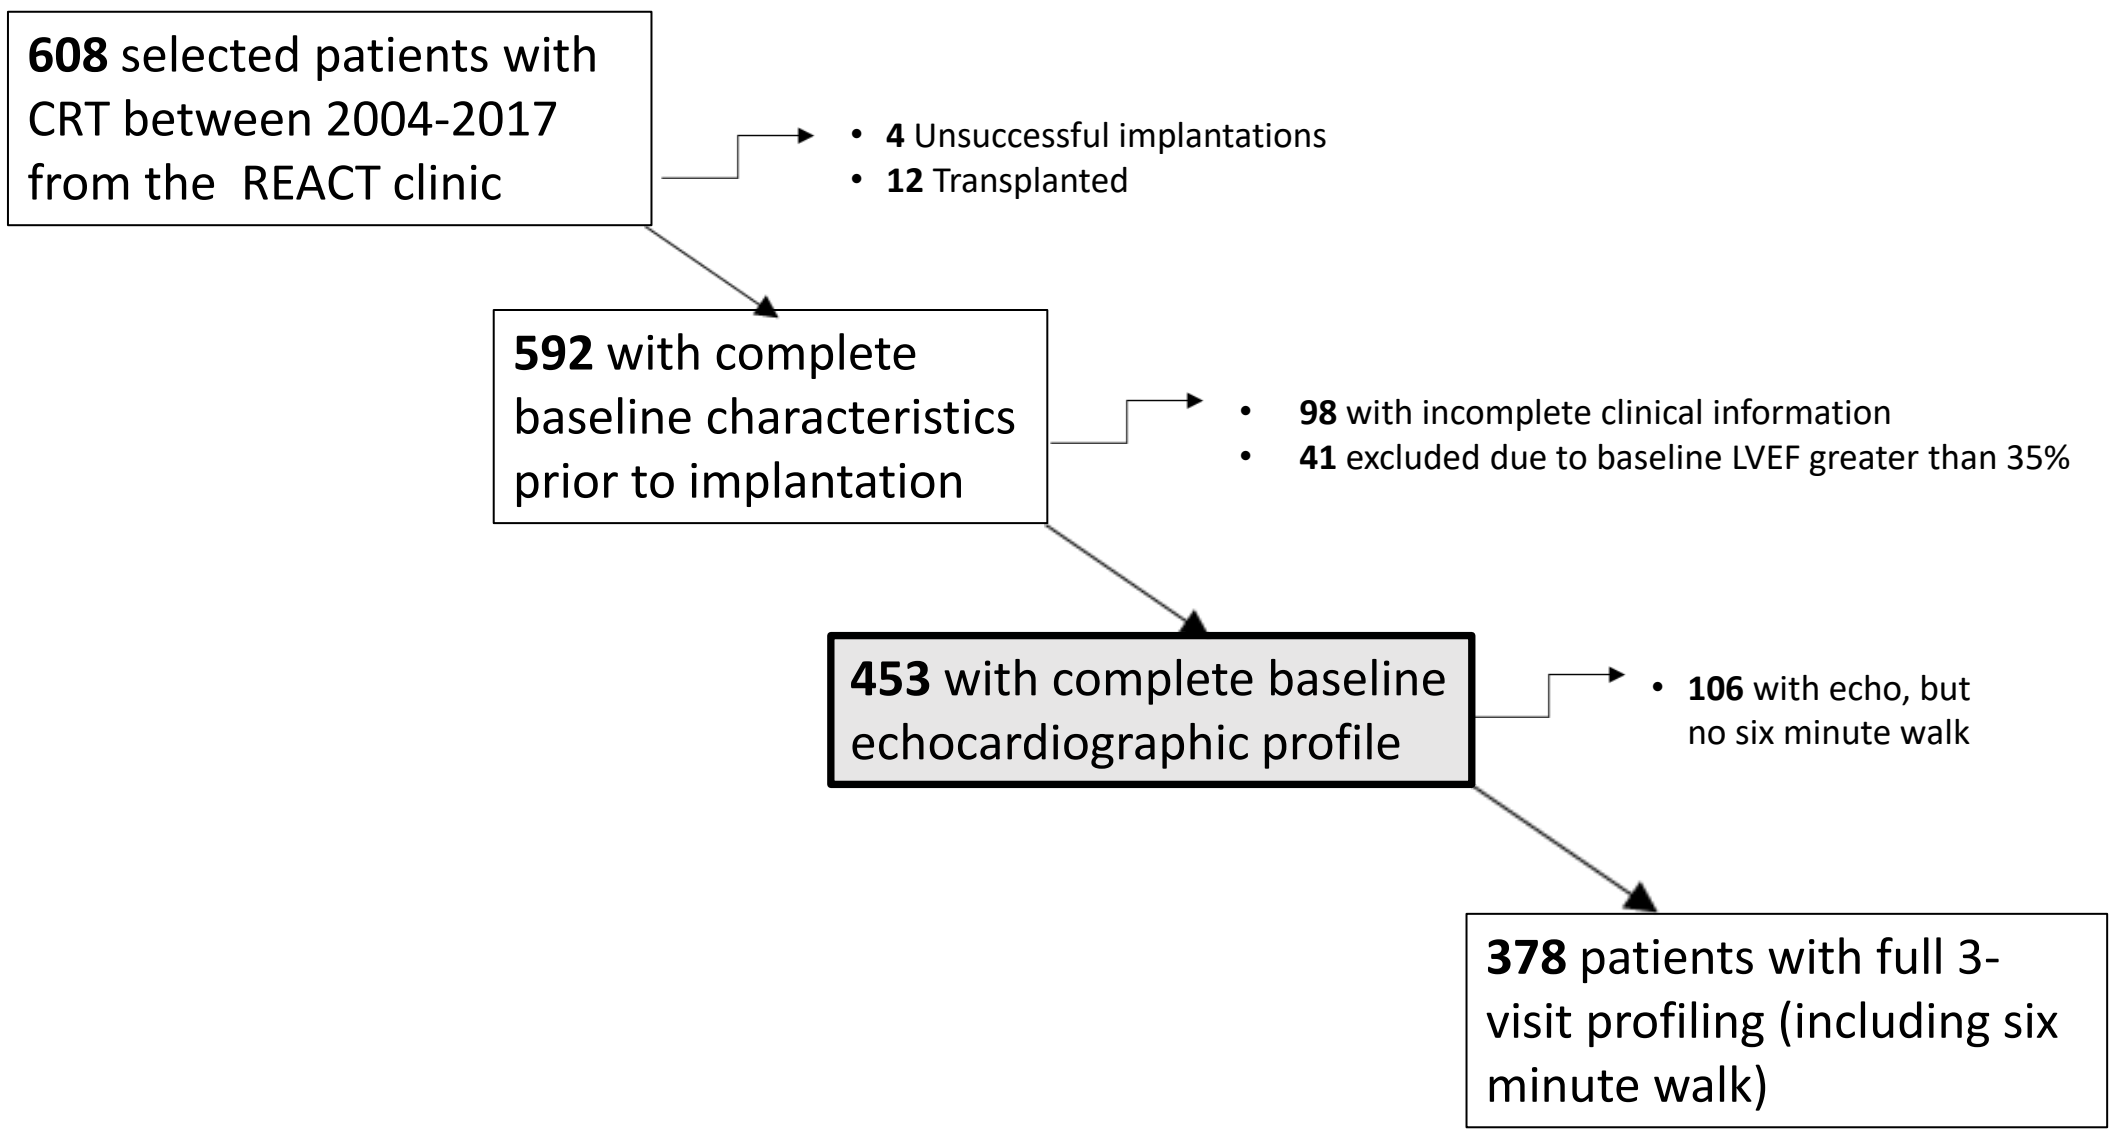 608 selected patients with
CRT between 2004-2017
from the REACT clinic
• 4 Unsuccessful implantations
• 12 Transplanted
592 with complete
baseline characteristics
prior to implantation
• 98 with incomplete clinical information
• 41 excluded due to baseline LVEF greater than 35%
453 with complete baseline
echocardiographic profile
• 106 with echo, but
no six minute walk
378 patients with full 3-
visit profiling (including six
minute walk)